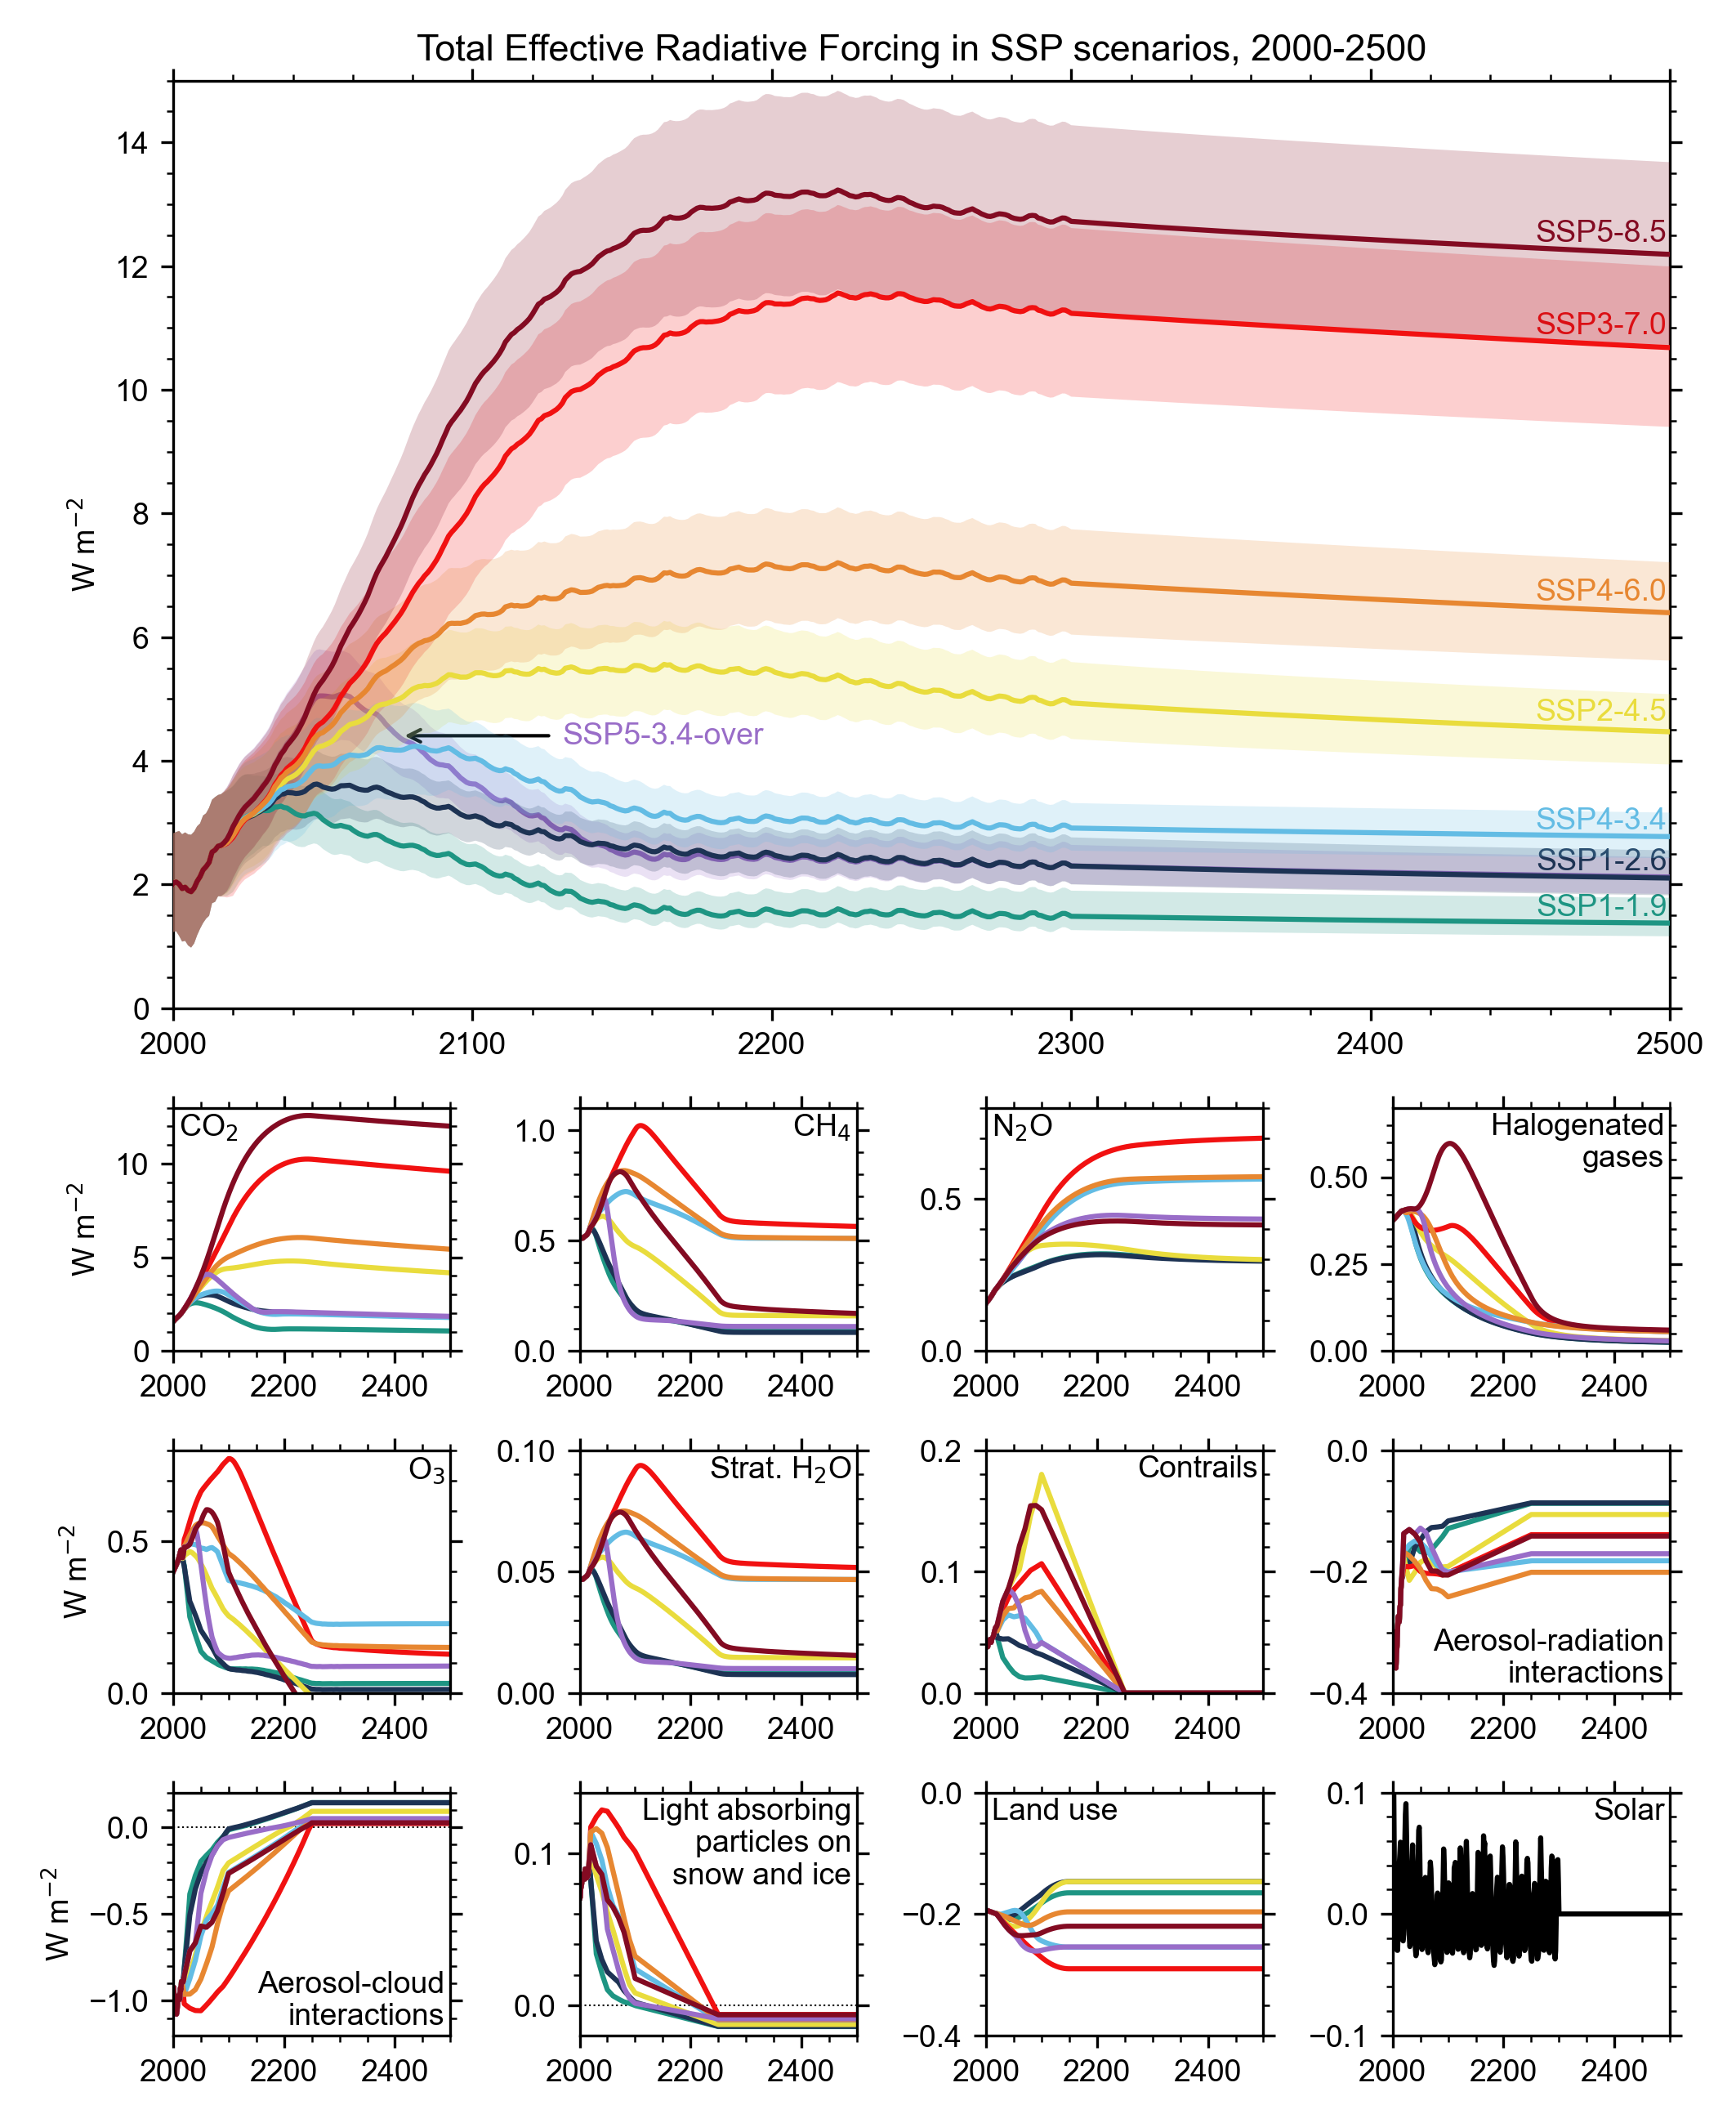 Total Effective Radiative Forcing in SSP scenarios, 2000-2500
14
12
10
8
6
4
2
0
W m⁻²
SSP5-8.5
SSP3-7.0
SSP4-6.0
SSP2-4.5
SSP5-3.4-over
SSP4-3.4
SSP1-2.6
SSP1-1.9
2000 2100 2200 2300 2400 2500
CO₂
10
5
0
W m⁻²
2000 2200 2400
CH₄
1.0
0.5
0.0
2000 2200 2400
N₂O
0.5
0.0
2000 2200 2400
Halogenated
gases
0.50
0.25
0.00
2000 2200 2400
O₃
0.5
0.0
W m⁻²
2000 2200 2400
Strat. H₂O
0.10
0.05
0.00
2000 2200 2400
Contrails
0.2
0.1
0.0
2000 2200 2400
0.0
−0.2
−0.4
Aerosol-radiation
interactions
2000 2200 2400
0.0
−0.5
−1.0
W m⁻²
Aerosol-cloud
interactions
2000 2200 2400
Light absorbing
particles on
snow and ice
0.1
0.0
2000 2200 2400
Land use
0.0
−0.2
−0.4
2000 2200 2400
Solar
0.1
0.0
−0.1
2000 2200 2400